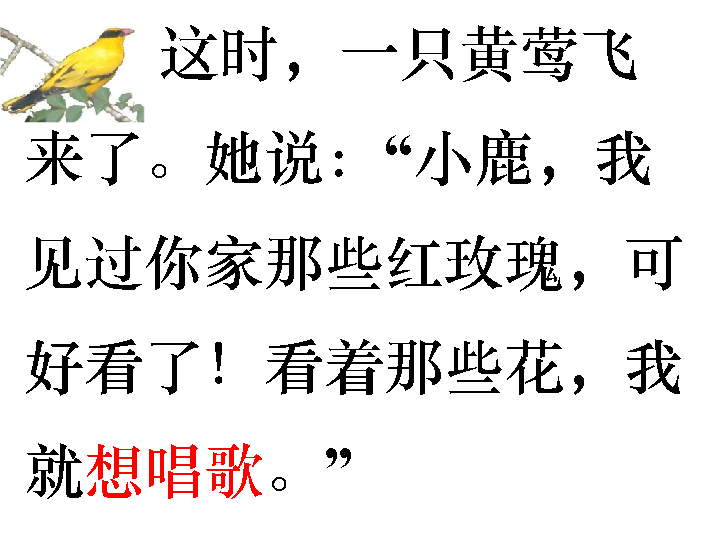 这时，一只黄莺飞
来了。她说：“小鹿，我
见过你家那些红玫瑰，可
好看了！看着那些花，我
就想唱歌。”